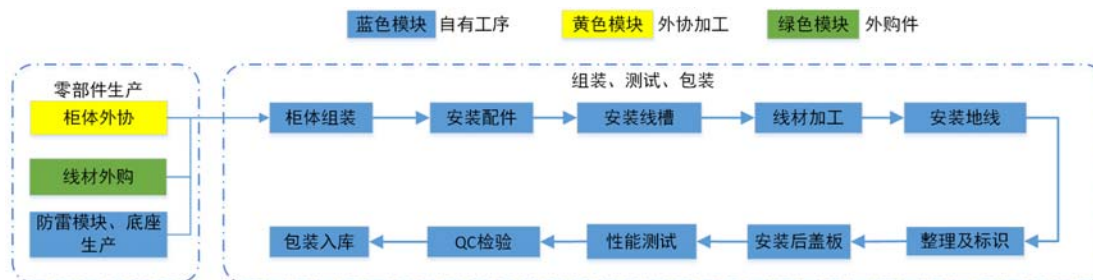 蓝色模块 自有工序 黄色模块 外协加工 绿色模块 外购件
零部件生产
柜体外协
线材外购
防雷模块、底座
生产
组装、测试、包装
柜体组装 安装配件 安装线槽 线材加工 安装地线
包装入库 QC检验 性能测试 安装后盖板 整理及标识